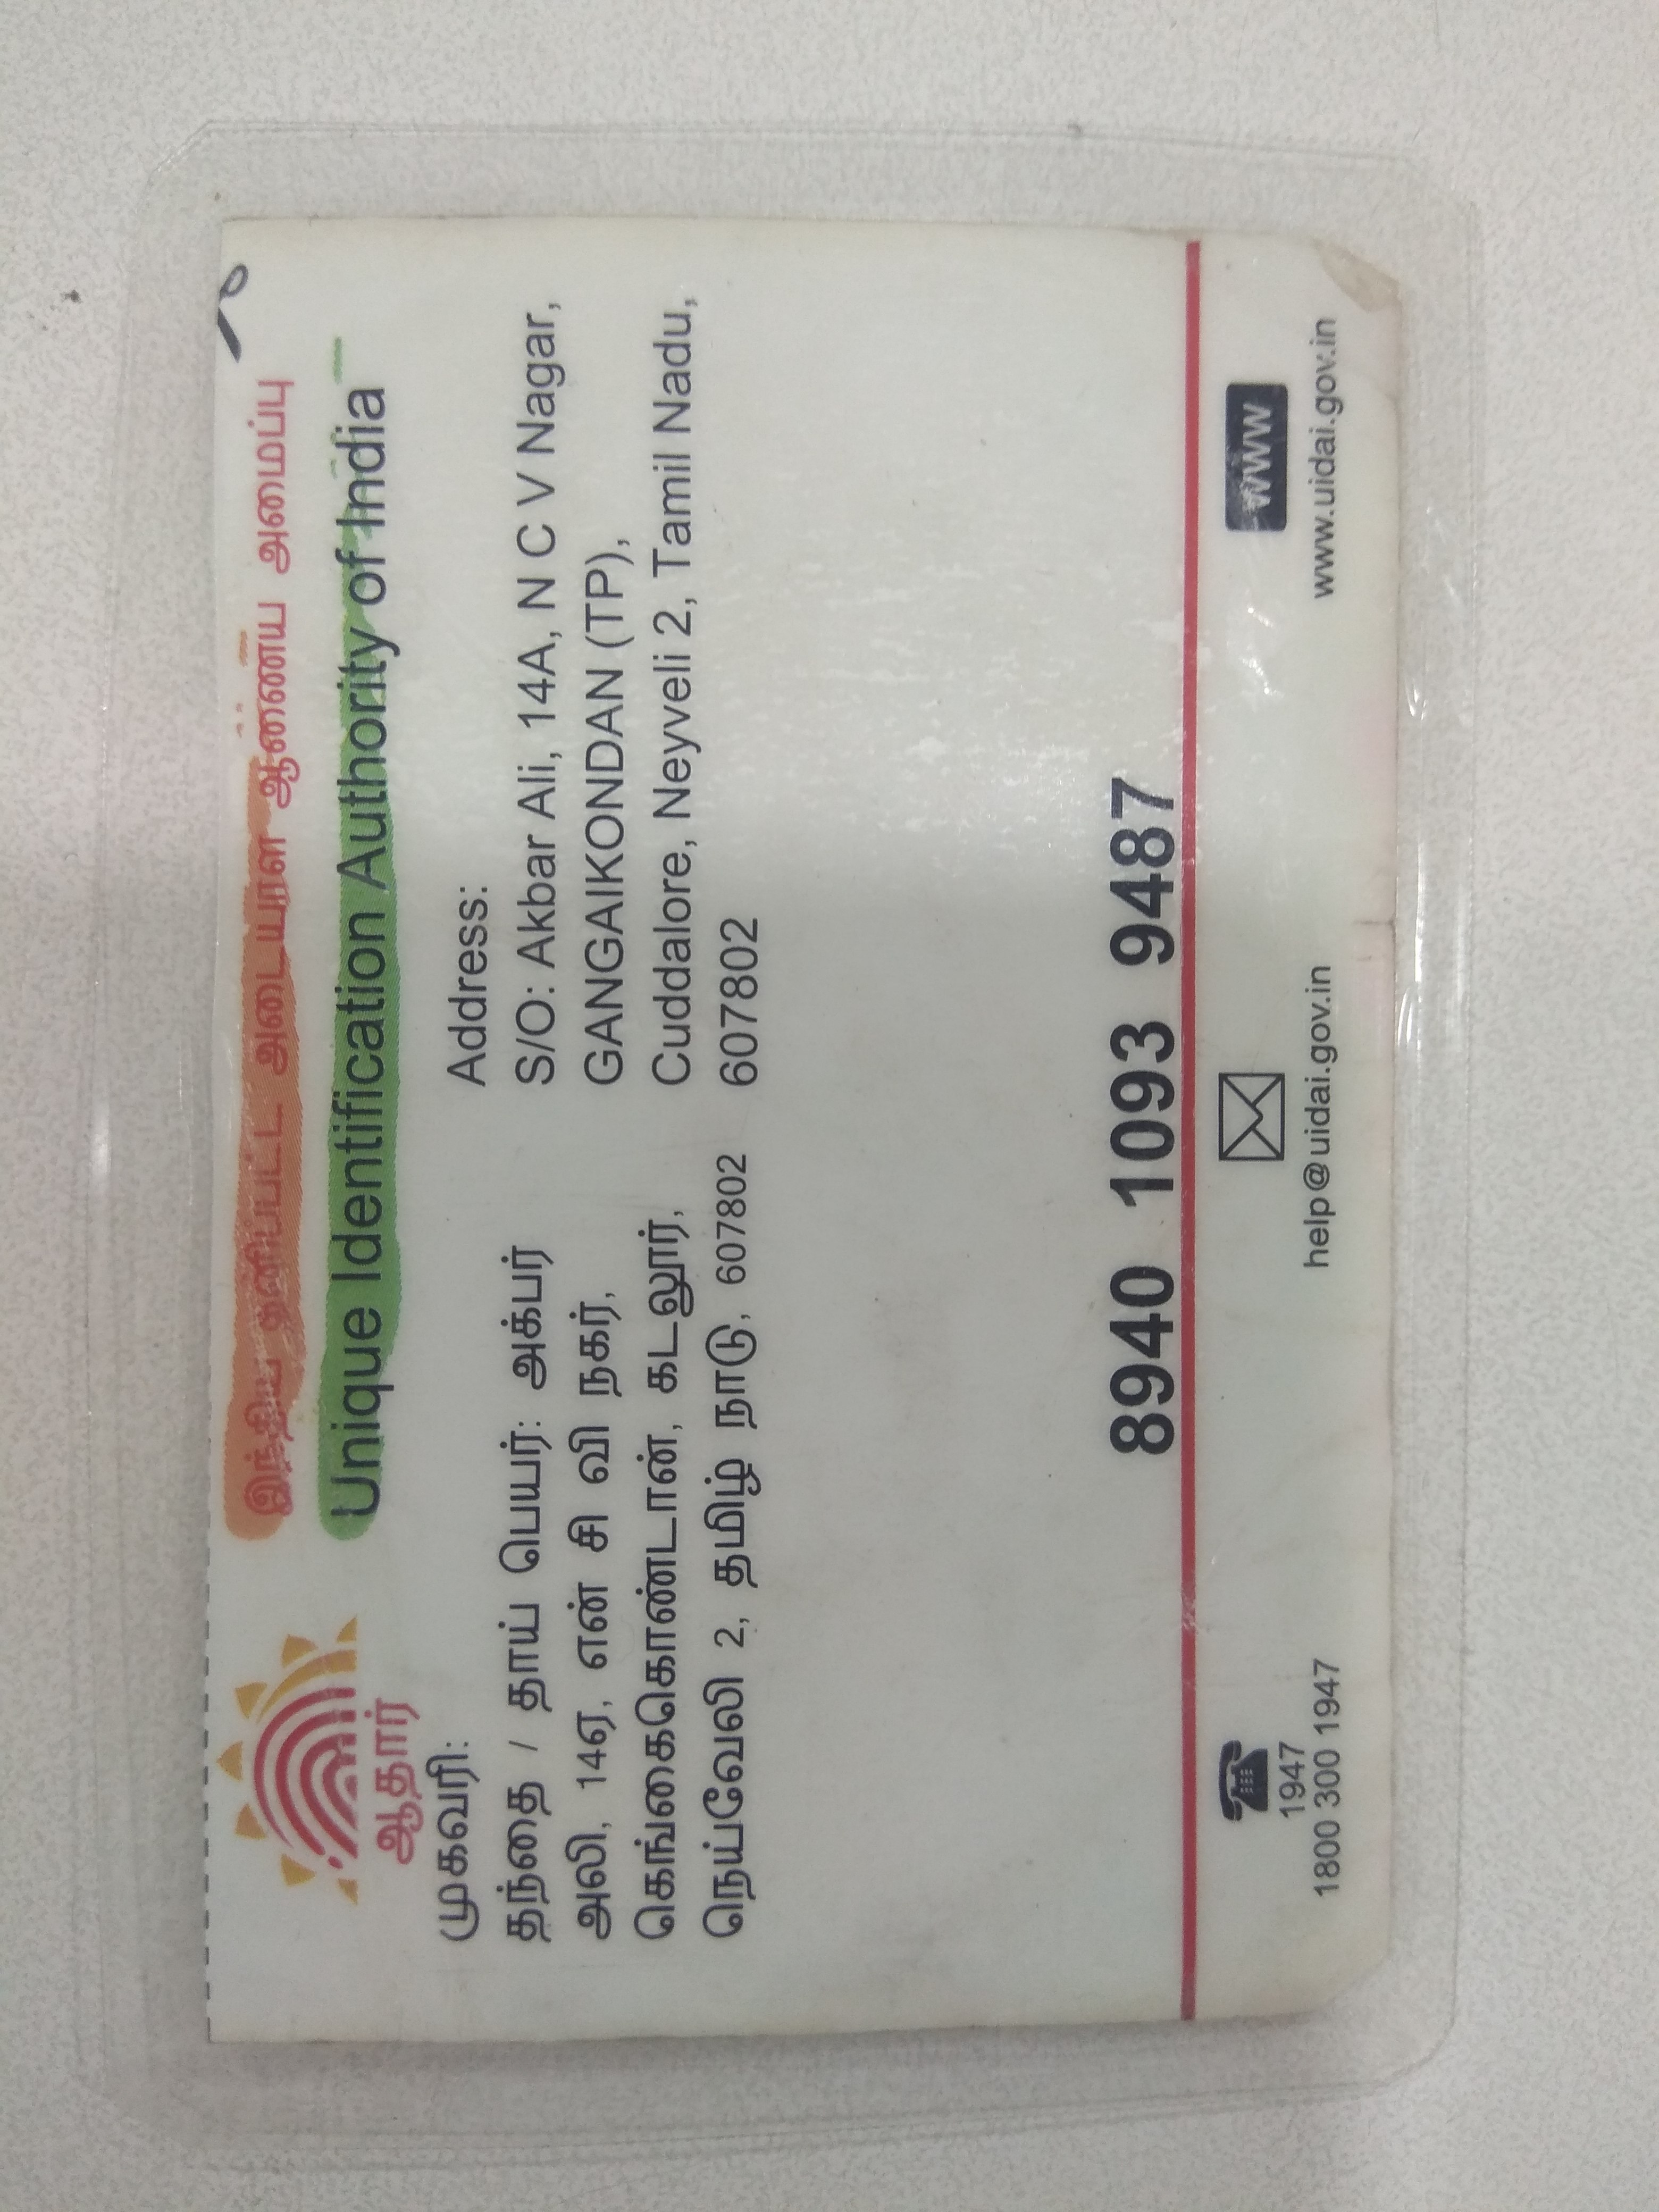 இந்திய தனிப்பட்ட அடையாள ஆணைய அமைப்பு
Unique Identification Authority of India
ஆதார்
முகவரி:
தந்தை / தாய் பெயர்: அக்பர்
அலி, 14ஏ, என் சி வி நகர்,
கெங்கைகொண்டான், கடலூர்,
நெய்வேலி 2, தமிழ் நாடு, 607802
Address:
S/O: Akbar Ali, 14A, N C V Nagar,
GANGAIKONDAN (TP),
Cuddalore, Neyveli 2, Tamil Nadu,
607802
8940 1093 9487
1947
1800 300 1947
help@uidai.gov.in
www
www.uidai.gov.in